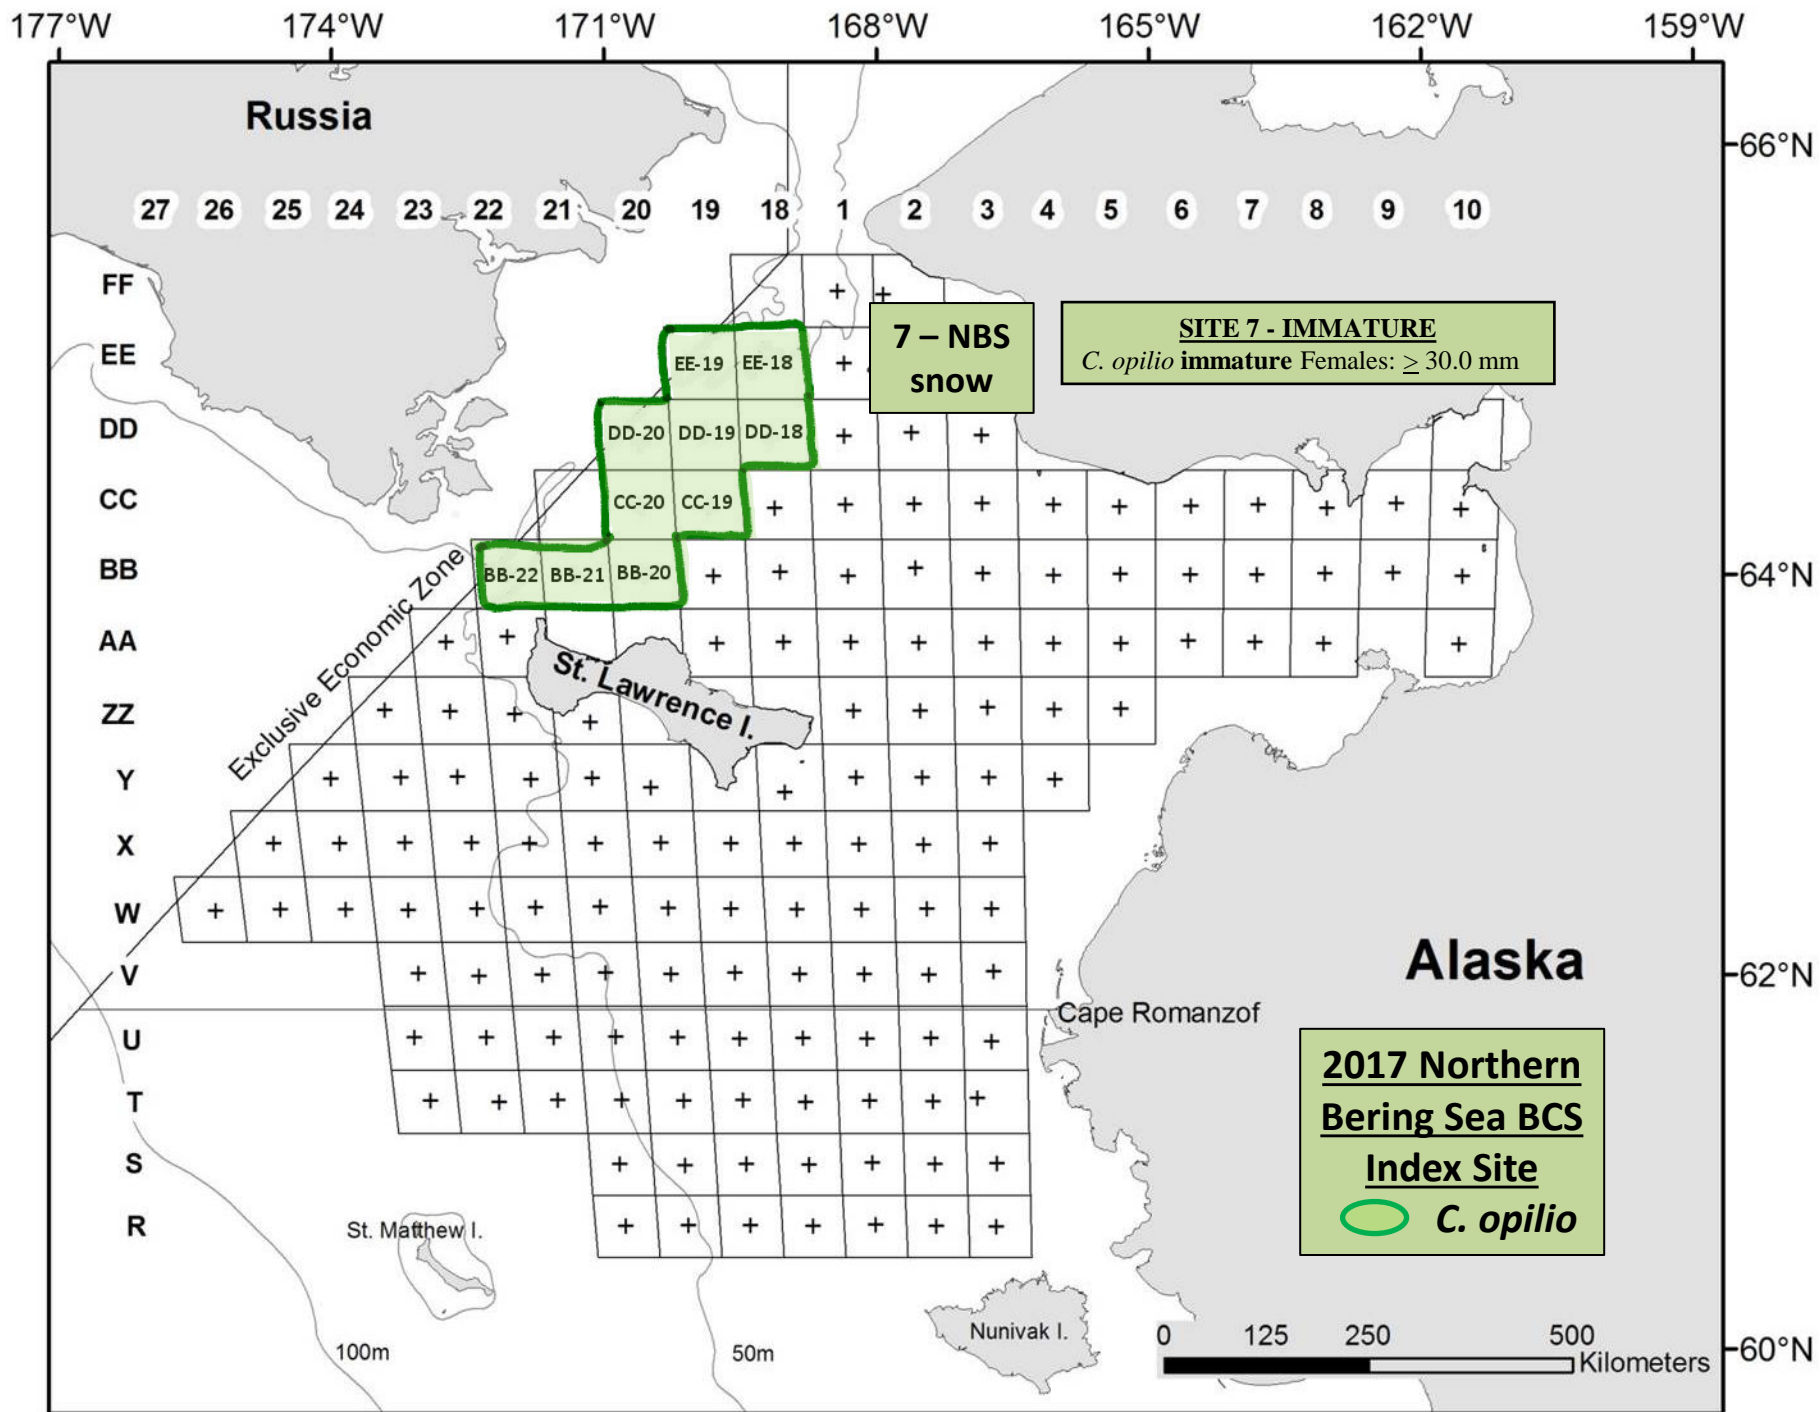 177°W 174°W 171°W 168°W 165°W 162°W 159°W
Russia
66°N
27 26 25 24 23 22 21 20 19 18 1 2 3 4 5 6 7 8 9 10
FF
7 – NBS
snow
SITE 7 - IMMATURE
C. opilio immature Females: ≥ 30.0 mm
EE
EE-19 EE-18
DD
DD-20 DD-19 DD-18
CC
CC-20 CC-19
BB
BB-22 BB-21 BB-20
64°N
Exclusive Economic Zone
AA
St. Lawrence I.
ZZ
Y
X
W
Alaska
V
62°N
Cape Romanzof
U
T
S
R
2017 Northern
Bering Sea BCS
Index Site
C. opilio
St. Matthew I.
Nunivak I.
100m
50m
0 125 250 500
Kilometers
60°N